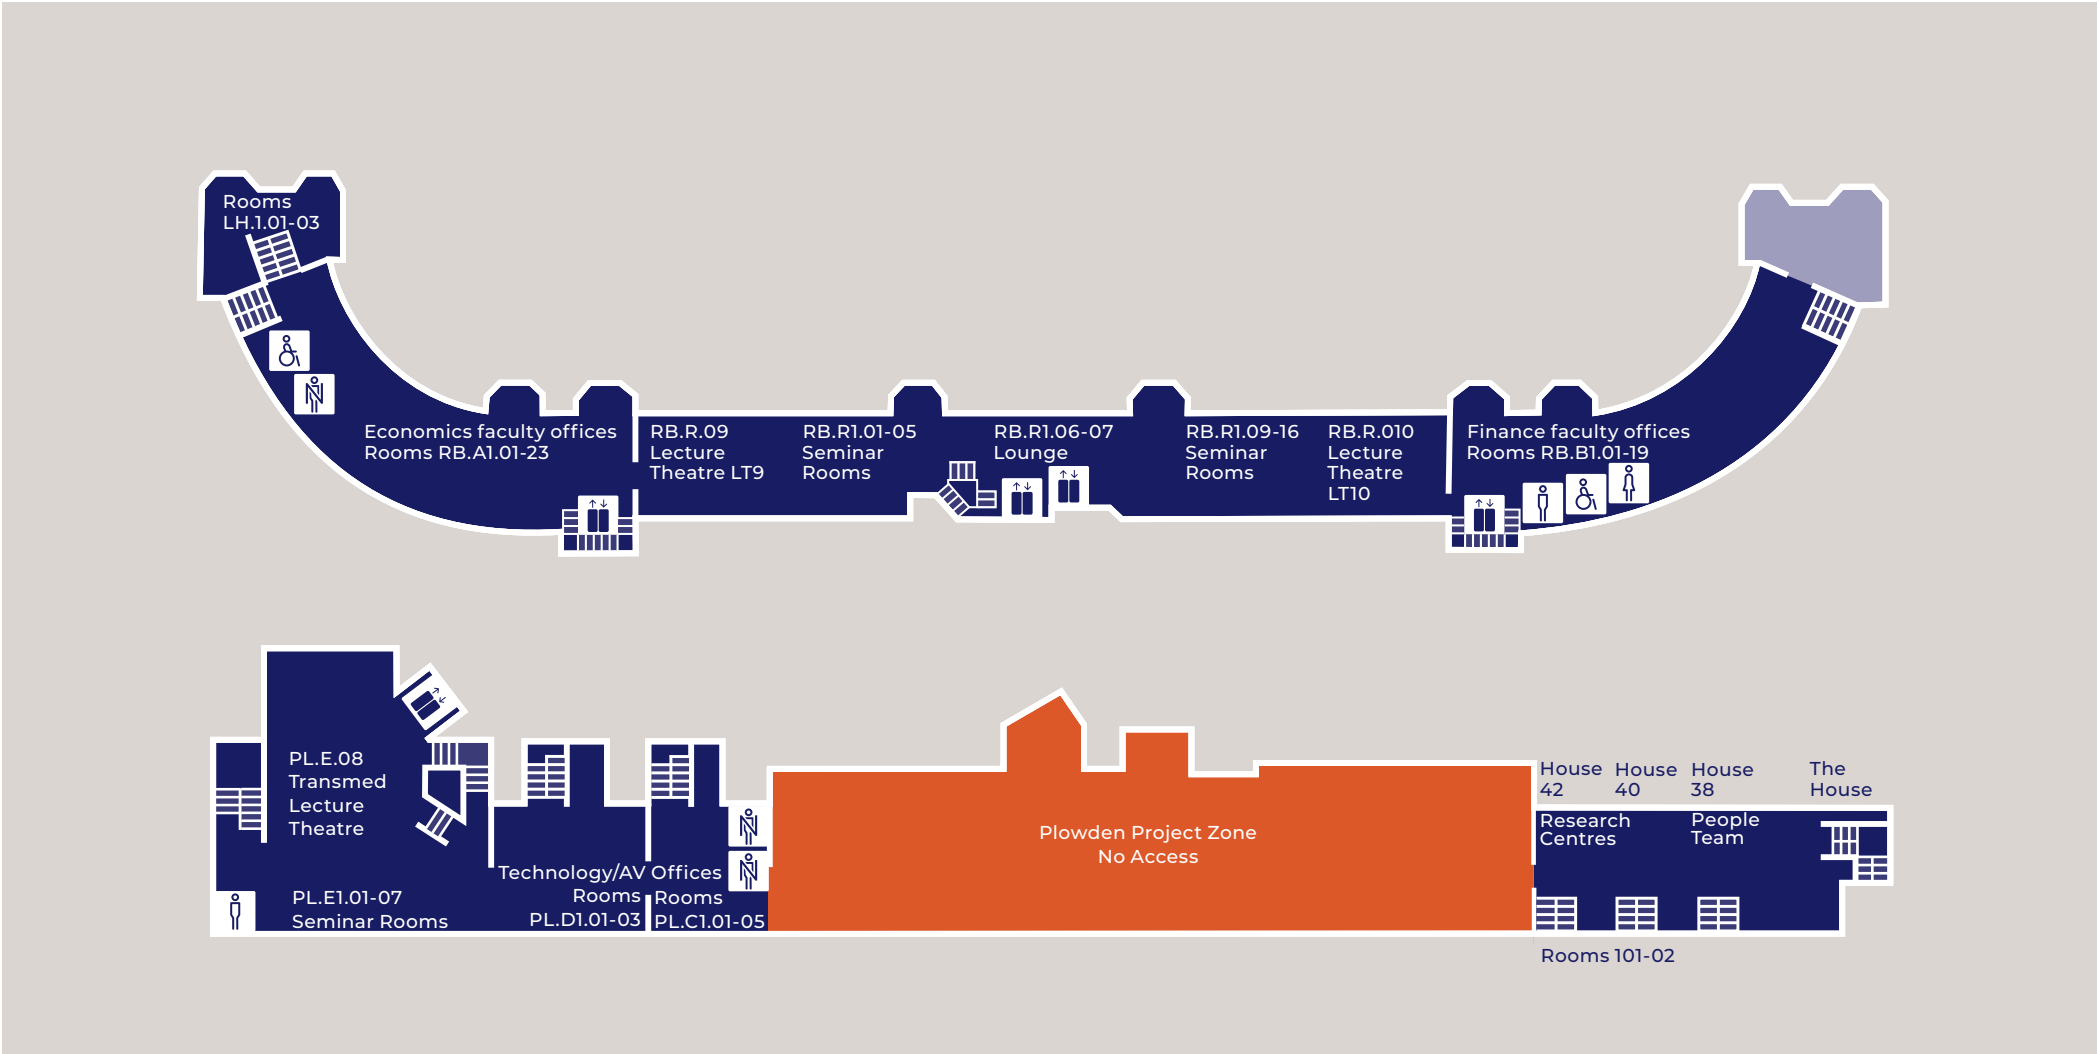 Rooms
LH.1.01-03
Economics faculty offices
Rooms RB.A1.01-23
RB.R.09
Lecture
Theatre LT9
RB.R1.01-05
Seminar
Rooms
RB.R1.06-07
Lounge
RB.R1.09-16
Seminar
Rooms
RB.R.010
Lecture
Theatre
LT10
Finance faculty offices
Rooms RB.B1.01-19
PL.E.08
Transmed
Lecture
Theatre
PL.E1.01-07
Seminar Rooms
Technology/AV Offices
Rooms
PL.D1.01-03
Rooms
PL.C1.01-05
Plowden Project Zone
No Access
House
42
House
40
House
38
The
House
Research
Centres
People
Team
Rooms 101-02